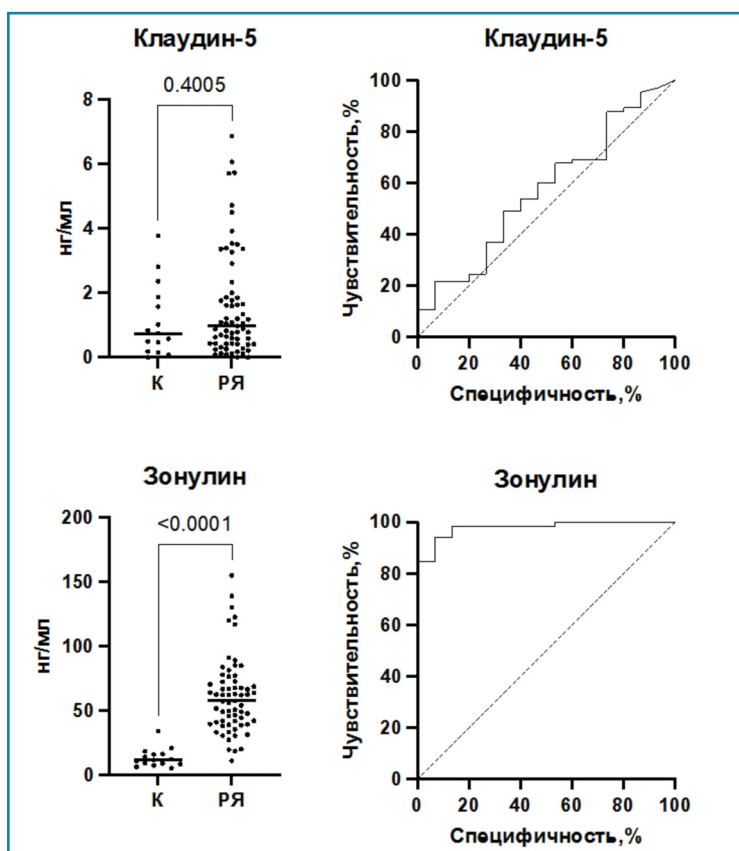 Клаудин-5
0.4005
8
6
4
2
0
нг/мл
К
РЯ
Клаудин-5
100
80
60
40
20
0
Чувствительность,%
0
20
40
60
80
100
Специфичность,%
Зонулин
<0.0001
200
150
100
50
0
нг/мл
К
РЯ
Зонулин
100
80
60
40
20
0
Чувствительность,%
0
20
40
60
80
100
Специфичность,%